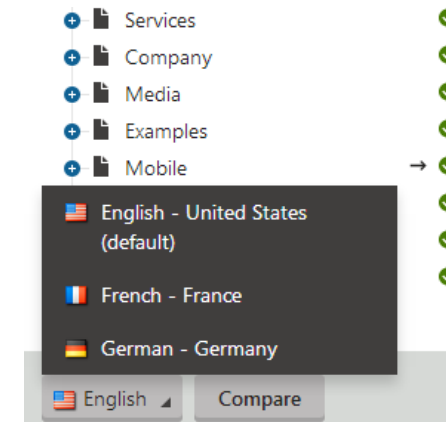 Services
Company
Media
Examples
Mobile
English - United States
(default)
French - France
German - Germany
English
Compare